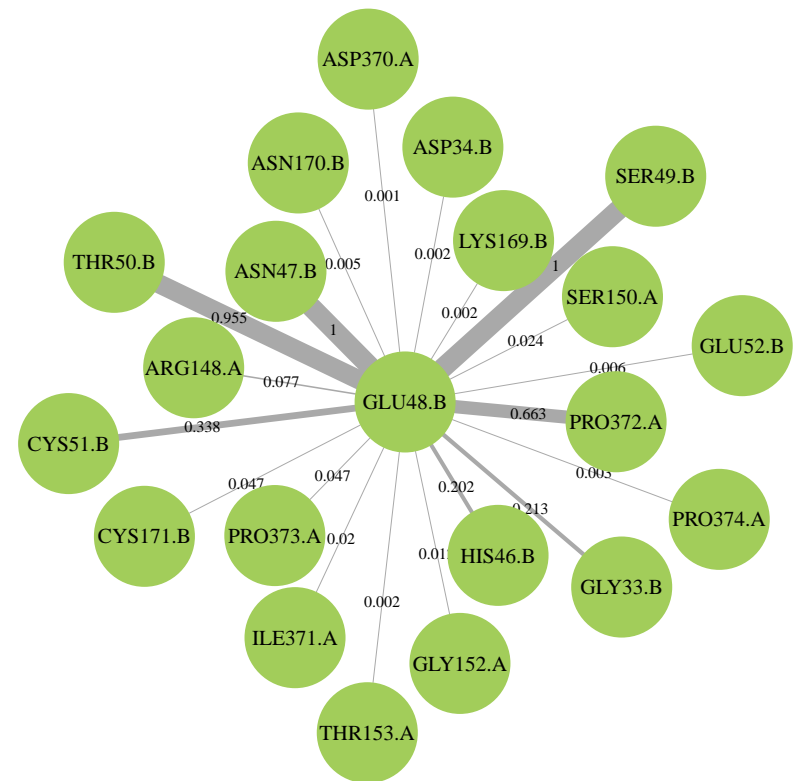 ASP370.A
ASP34.B
ASN170.B
SER49.B
0.001
LYS169.B
0.002
THR50.B
ASN47.B
0.005
1
SER150.A
0.002
0.955
1
0.024
GLU52.B
0.006
ARG148.A
0.077
GLU48.B
0.663
PRO372.A
CYS51.B
0.338
0.003
0.047
0.047
0.202
0.213
PRO374.A
CYS171.B
PRO373.A
0.02
HIS46.B
GLY33.B
0.002
ILE371.A
GLY152.A
THR153.A